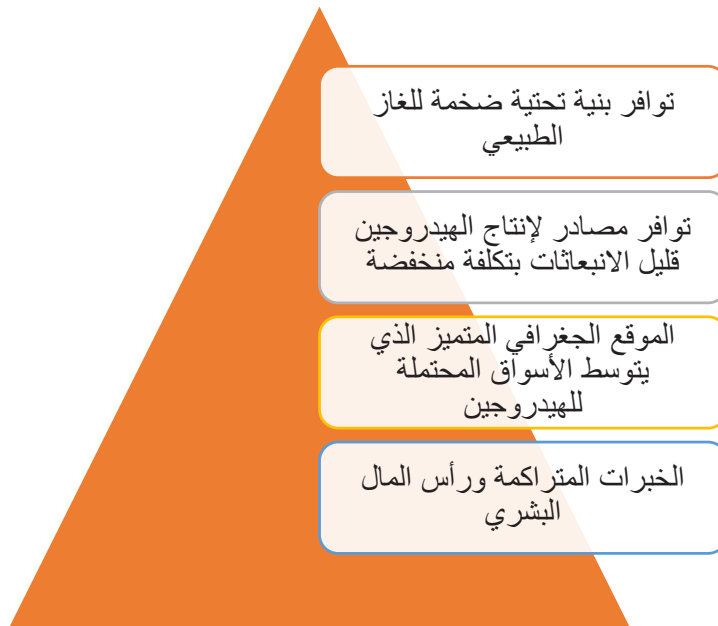 توافر بنية تحتية ضخمة للغاز
الطبيعي
توافر مصادر لإنتاج الهيدروجين
قليل الانبعاثات بتكلفة منخفضة
الموقع الجغرافي المتميز الذي
يتوسط الأسواق المحتملة
للهيدروجين
الخبرات المتراكمة ورأس المال
البشري